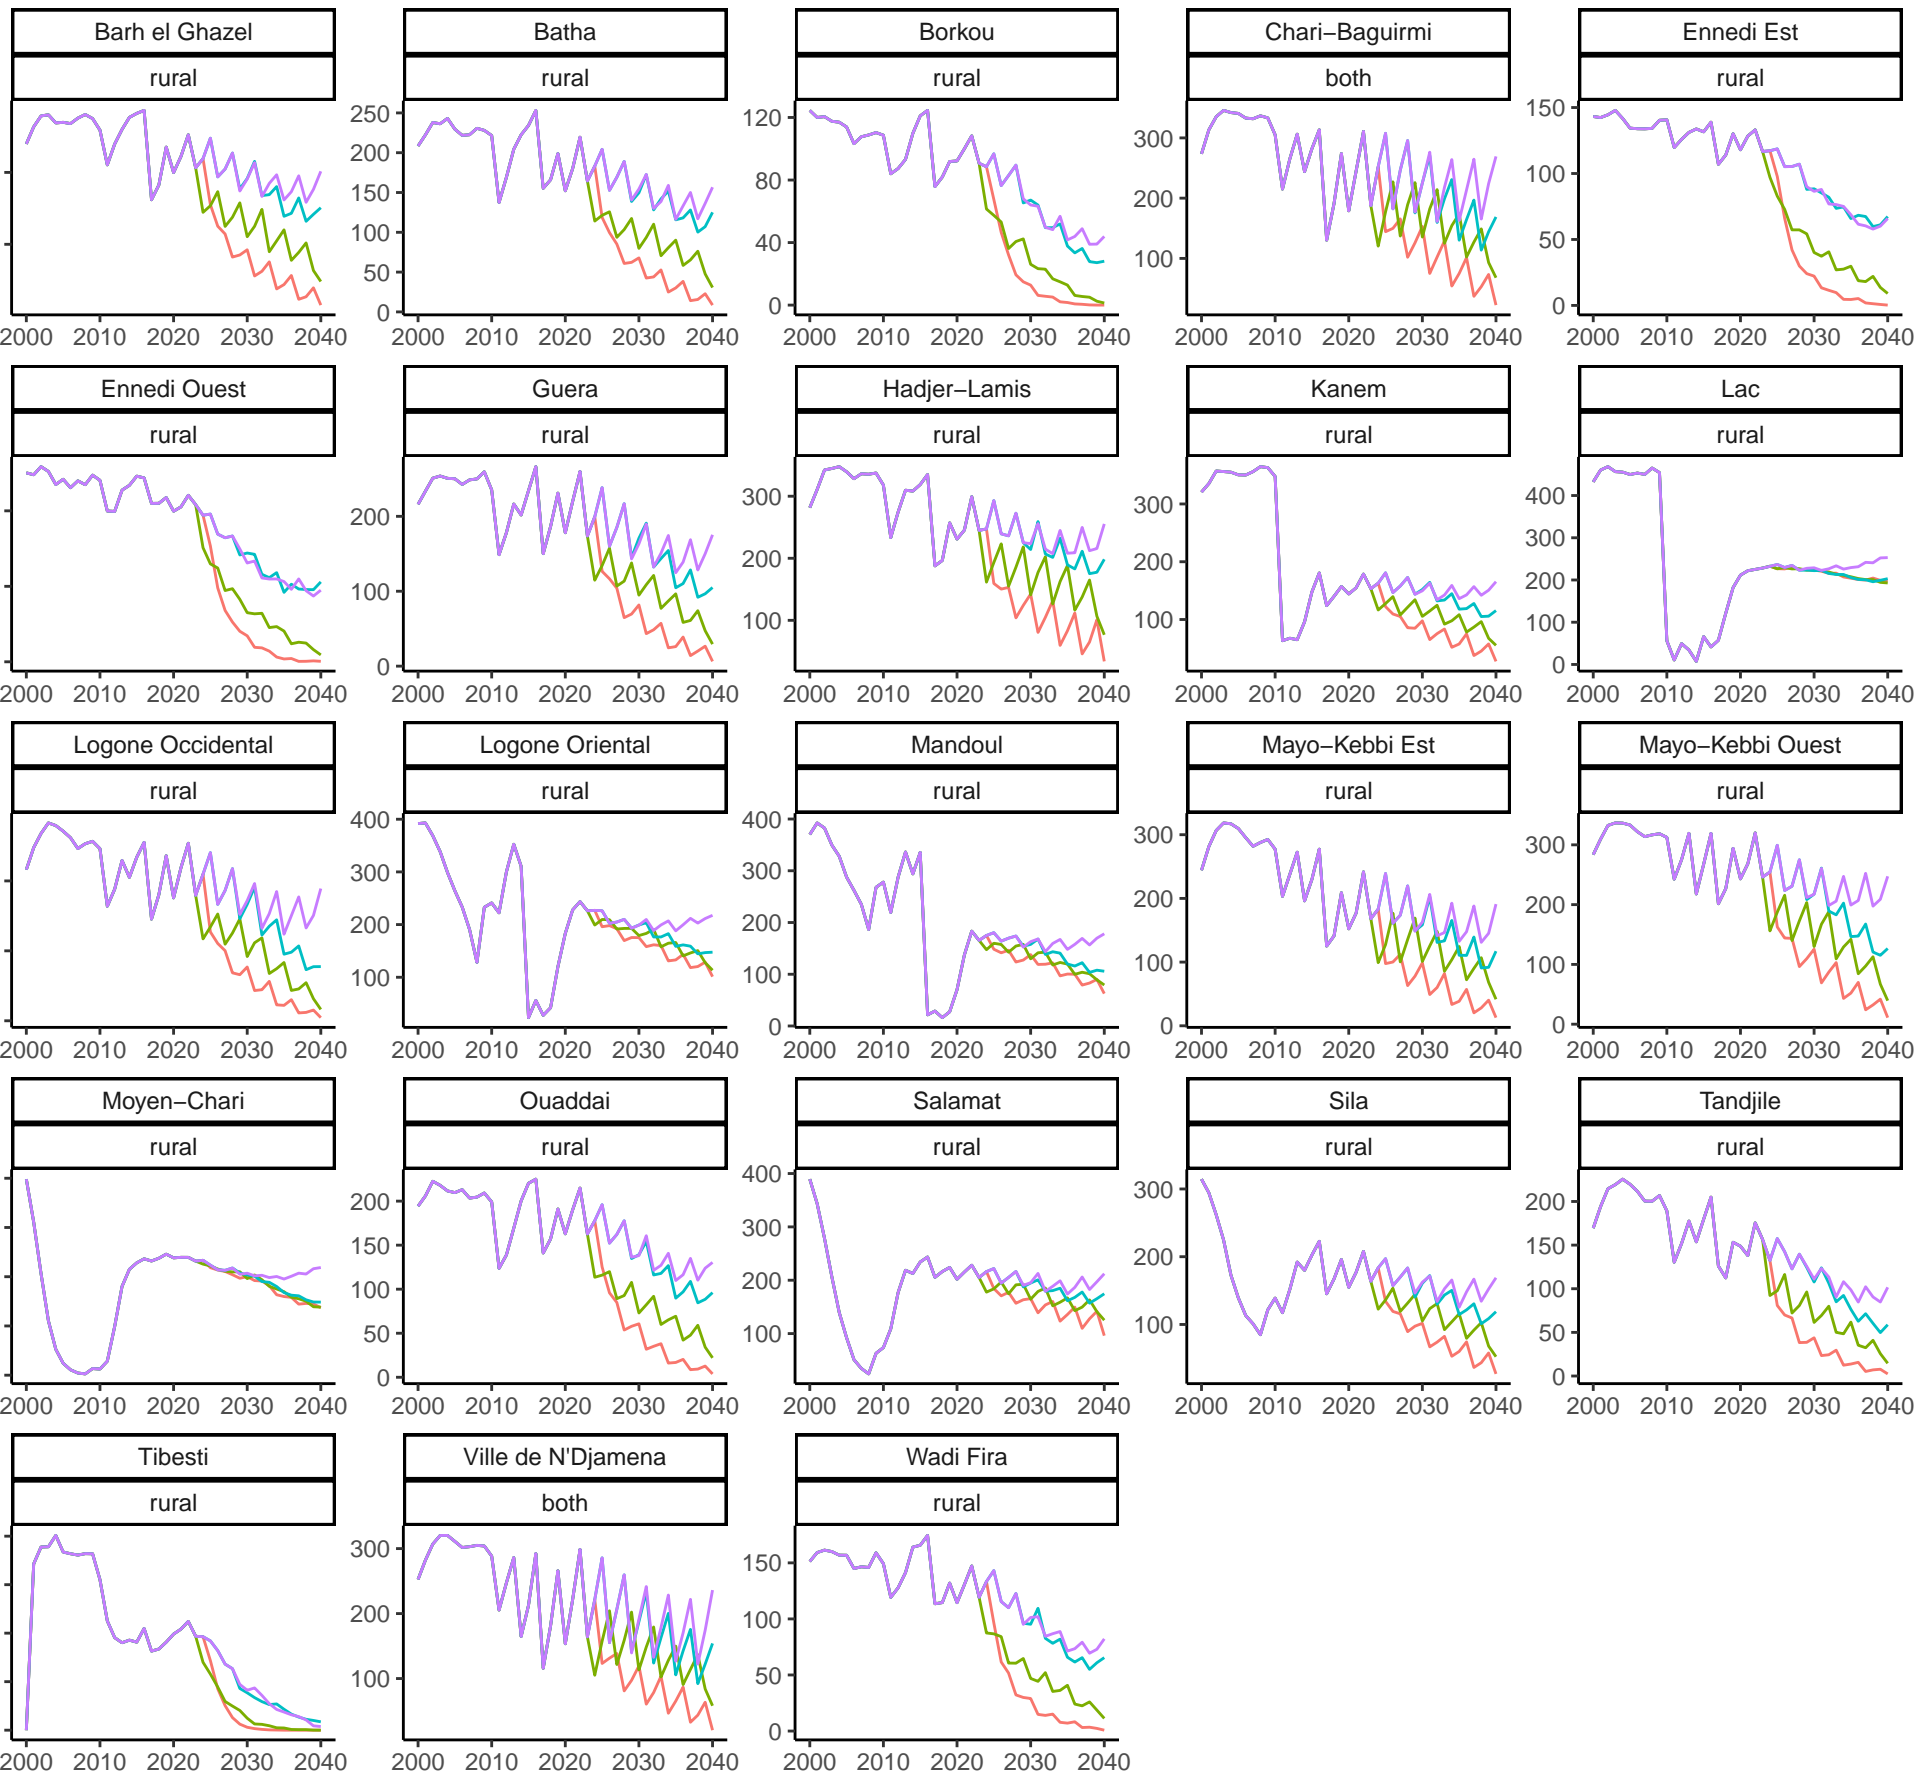 Barh el Ghazel Batha Borkou Chari−Baguirmi Ennedi Est
rural rural rural both rural
250 200 150 100 50 0
120 80 40 0
300 200 100
150 100 50 0
2000 2010 2020 2030 2040 2000 2010 2020 2030 2040 2000 2010 2020 2030 2040 2000 2010 2020 2030 2040 2000 2010 2020 2030 2040
Ennedi Ouest Guera Hadjer−Lamis Kanem Lac
rural rural rural rural rural
200 100 0
300 200 100
300 200 100
400 300 200 100 0
2000 2010 2020 2030 2040 2000 2010 2020 2030 2040 2000 2010 2020 2030 2040 2000 2010 2020 2030 2040 2000 2010 2020 2030 2040
Logone Occidental Logone Oriental Mandoul Mayo−Kebbi Est Mayo−Kebbi Ouest
rural rural rural rural rural
400 300 200 100
400 300 200 100 0
300 200 100 0
300 200 100 0
2000 2010 2020 2030 2040 2000 2010 2020 2030 2040 2000 2010 2020 2030 2040 2000 2010 2020 2030 2040 2000 2010 2020 2030 2040
Moyen−Chari Ouaddai Salamat Sila Tandjile
rural rural rural rural rural
200 150 100 50 0
400 300 200 100
300 200 100
200 150 100 50 0
2000 2010 2020 2030 2040 2000 2010 2020 2030 2040 2000 2010 2020 2030 2040 2000 2010 2020 2030 2040 2000 2010 2020 2030 2040
Tibesti Ville de N'Djamena Wadi Fira
rural both rural
300 200 100
150 100 50 0
2000 2010 2020 2030 2040 2000 2010 2020 2030 2040 2000 2010 2020 2030 2040